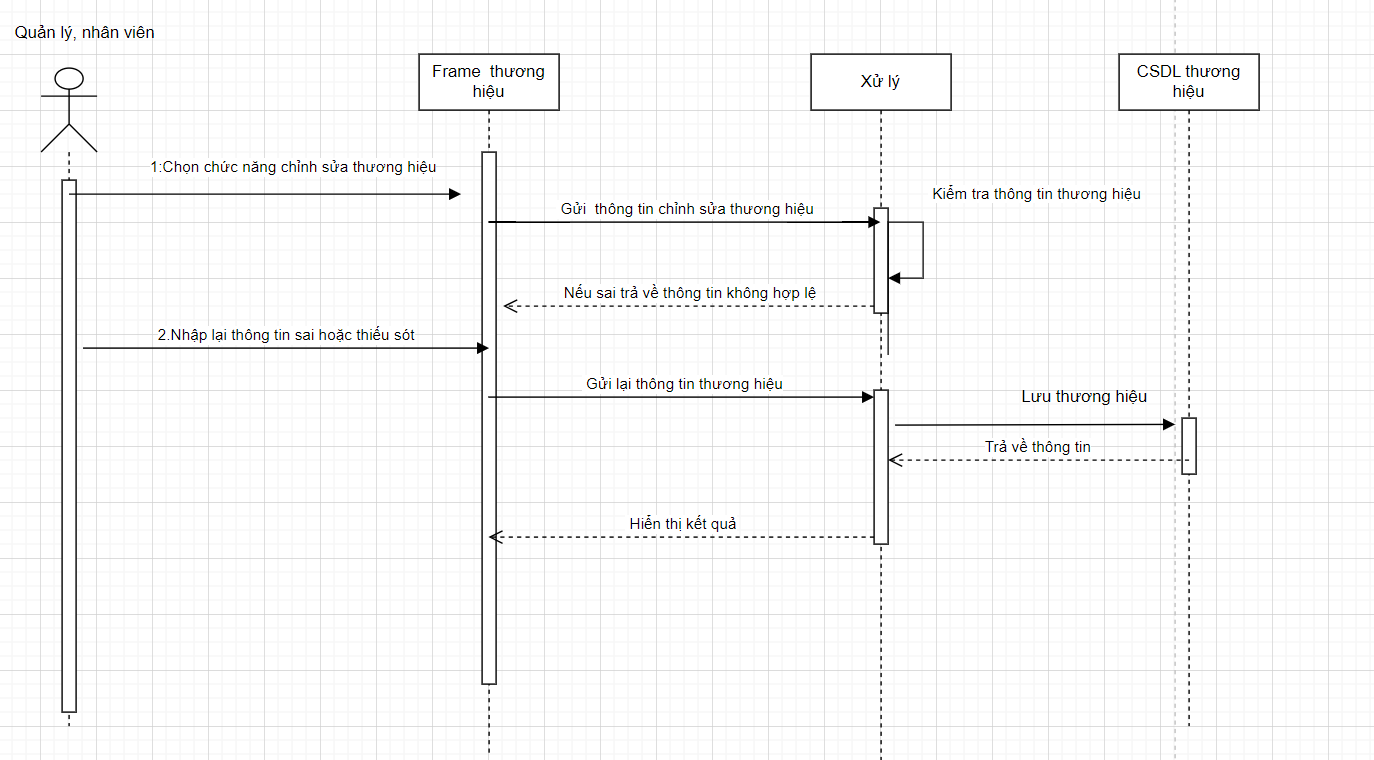 Quản lý, nhân viên
Frame thương
hiệu
Xử lý
CSDL thương
hiệu
1:Chọn chức năng chỉnh sửa thương hiệu
Kiểm tra thông tin thương hiệu
Gửi thông tin chỉnh sửa thương hiệu
Nếu sai trả về thông tin không hợp lệ
2.Nhập lại thông tin sai hoặc thiếu sót
Gửi lại thông tin thương hiệu
Lưu thương hiệu
Trả về thông tin
Hiển thị kết quả